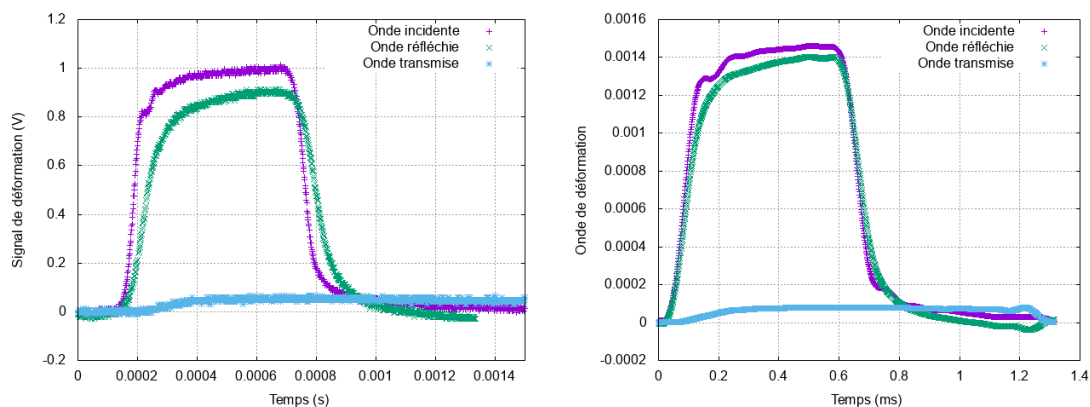 1.2
1
0.8
0.6
0.4
0.2
0
-0.2
Signal de déformation (V)
Onde incidente
Onde réfléchie
Onde transmise
0 0.0002 0.0004 0.0006 0.0008 0.001 0.0012 0.0014
Temps (s)
0.0016
0.0014
0.0012
0.001
0.0008
0.0006
0.0004
0.0002
0
-0.0002
Onde de déformation
Onde incidente
Onde réfléchie
Onde transmise
0 0.2 0.4 0.6 0.8 1 1.2 1.4
Temps (ms)